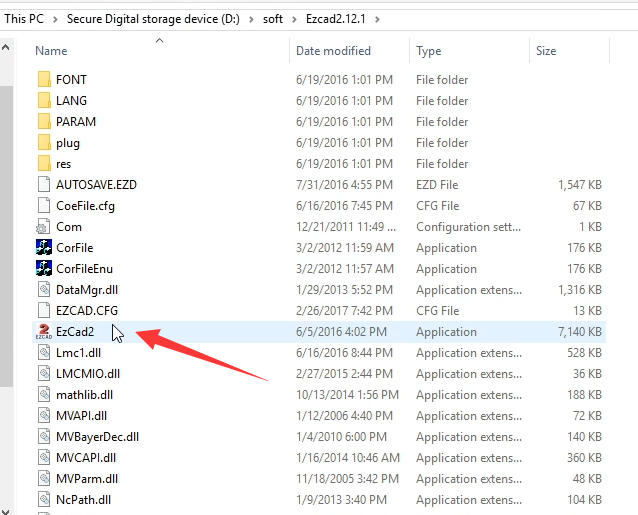 This PC > Secure Digital storage device (D:) > soft > Ezcad2.12.1 >
Name Date modified Type Size
FONT 6/19/2016 1:01 PM File folder
LANG 6/19/2016 1:01 PM File folder
PARAM 6/19/2016 1:01 PM File folder
plug 6/19/2016 1:01 PM File folder
res 6/19/2016 1:01 PM File folder
AUTOSAVE.EZD 7/31/2016 4:55 PM EZD File 1,547 KB
CoeFile.cfg 6/16/2016 7:45 PM CFG File 67 KB
Com 12/21/2011 11:49 ... Configuration sett... 1 KB
CorFile 3/2/2012 11:59 AM Application 176 KB
CorFileEnu 3/2/2012 11:57 AM Application 176 KB
DataMgr.dll 1/29/2013 5:52 PM Application extens... 1,316 KB
EZCAD.CFG 2/26/2017 7:42 PM CFG File 13 KB
2 EZCAD EzCad2 6/5/2016 4:02 PM Application 7,140 KB
Lmc1.dll 6/16/2016 8:44 PM Application extens... 528 KB
LMCMIO.dll 2/27/2015 2:44 PM Application extens... 36 KB
mathlib.dll 10/13/2014 1:56 PM Application extens... 188 KB
MVAPI.dll 1/12/2006 4:40 PM Application extens... 72 KB
MVBayerDec.dll 1/4/2010 6:00 PM Application extens... 140 KB
MVCAPI.dll 1/16/2014 10:46 AM Application extens... 360 KB
MVParm.dll 11/18/2005 3:42 PM Application extens... 48 KB
NcPath.dll 1/9/2013 3:40 PM Application extens... 104 KB